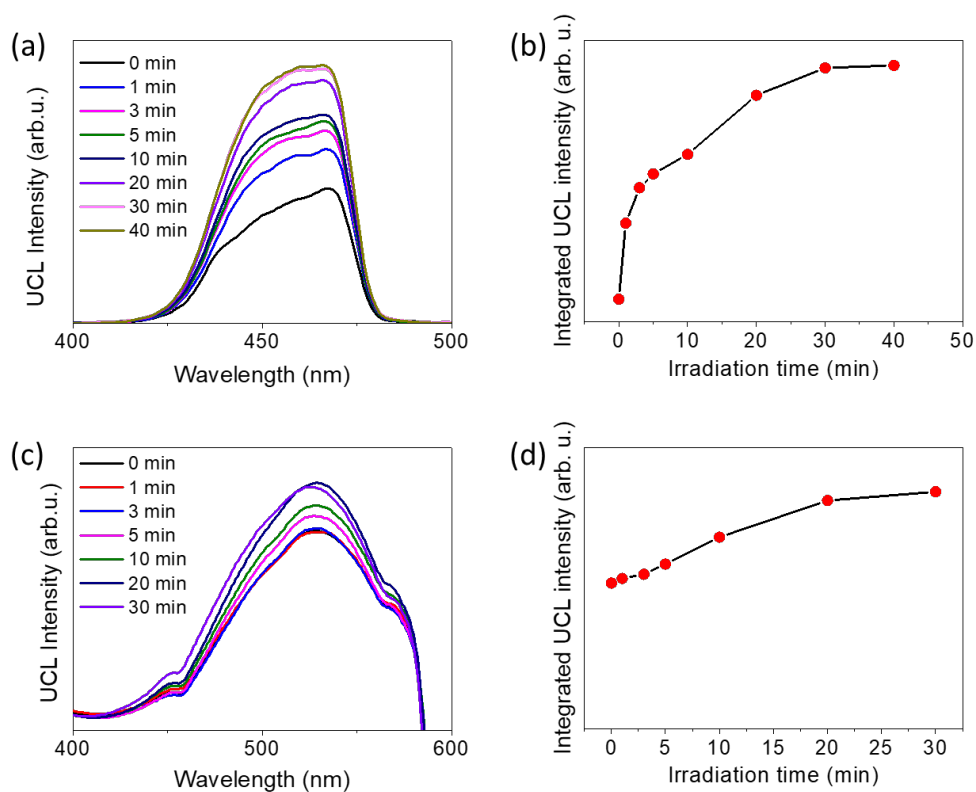 (a)
UCL Intensity (arb.u.)
0 min
1 min
3 min
5 min
10 min
20 min
30 min
40 min
400
450
500
Wavelength (nm)
(b)
Integrated UCL intensity (arb. u.)
0
10
20
30
40
50
Irradiation time (min)
(c)
UCL Intensity (arb.u.)
0 min
1 min
3 min
5 min
10 min
20 min
30 min
400
500
600
Wavelength (nm)
(d)
Integrated UCL intensity (arb. u.)
0
5
10
15
20
25
30
Irradiation time (min)